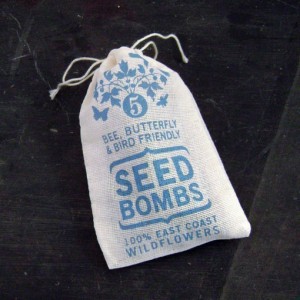 5
BEE, BUTTERFLY
& BIRD FRIENDLY
SEED
BOMBS
100% EAST COAST
WILDFLOWERS